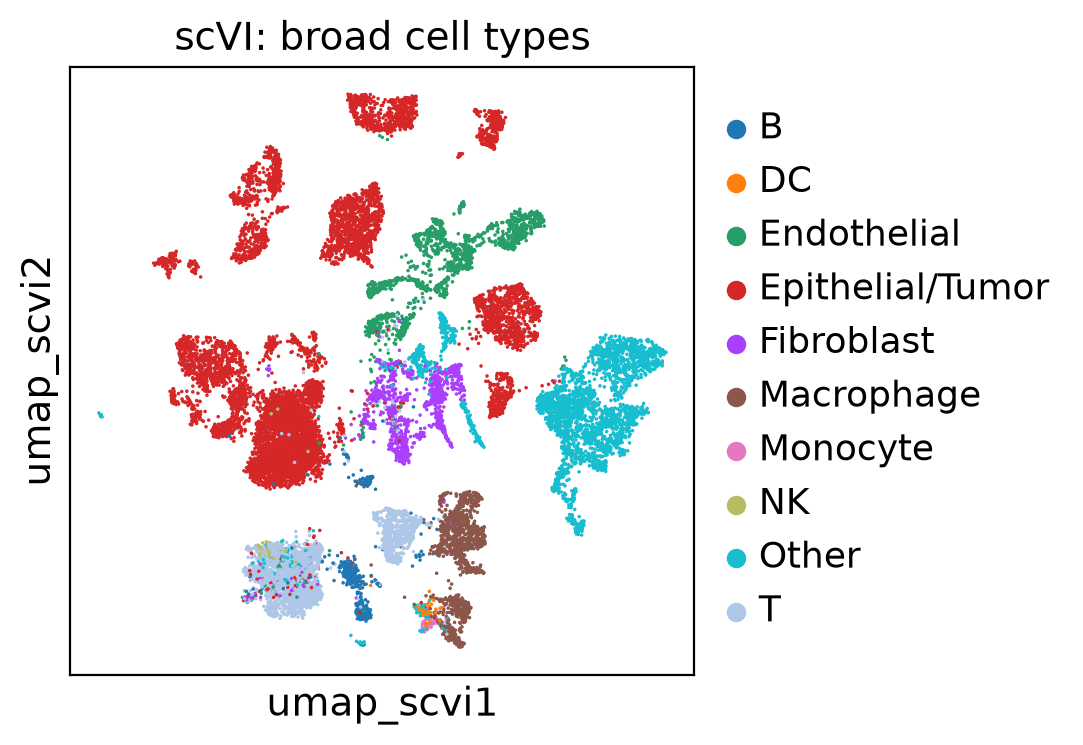 scVI: broad cell types
umap_scvi2
umap_scvi1
B
DC
Endothelial
Epithelial/Tumor
Fibroblast
Macrophage
Monocyte
NK
Other
T